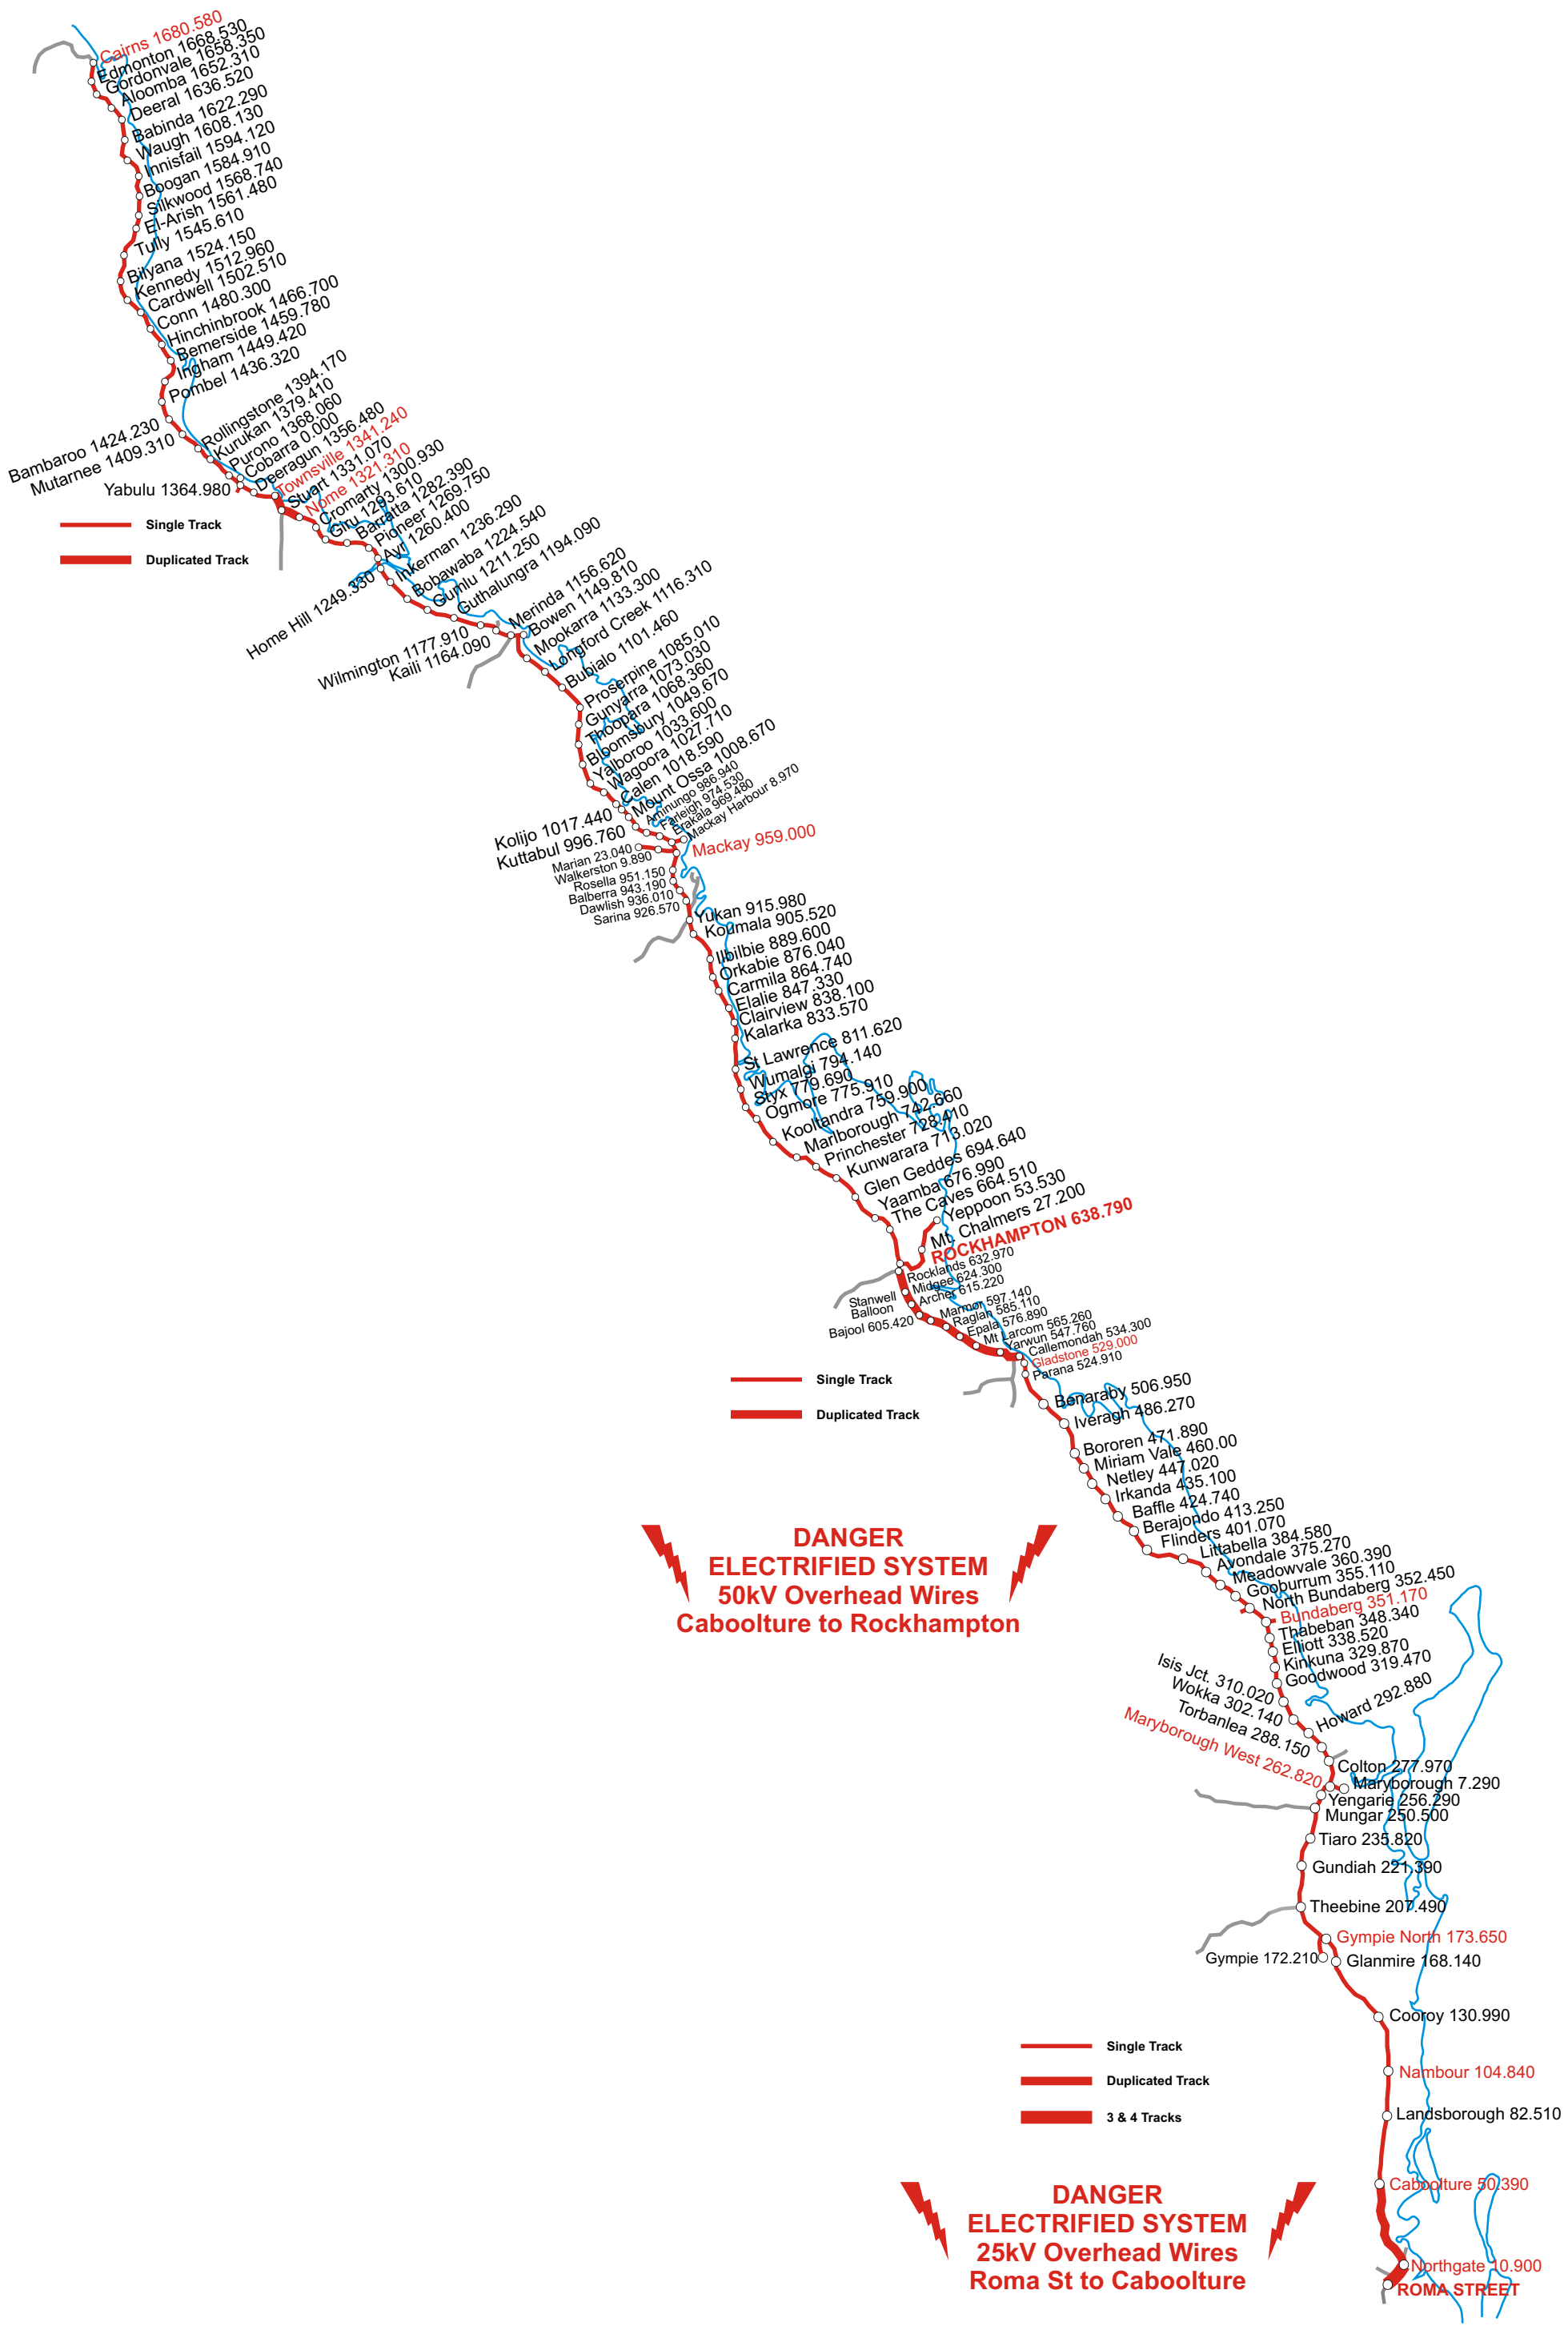 Cairns 1680.580
Edmonton 1668.530
Gordonvale 1658.350
Aloomba 1652.310
Deeral 1636.520
Babinda 1622.290
Waugh 1608.130
Innisfail 1594.120
Boogan 1584.910
Silkwood 1568.740
El-Arish 1561.480
Tully 1545.610
Bilyana 1524.150
Kennedy 1512.960
Cardwell 1502.510
Conn 1480.300
Hinchinbrook 1466.700
Bemerside 1459.780
Ingham 1449.420
Pombel 1436.320
Bambaroo 1424.230
Mutarnee 1409.310
Rollingstone 1394.170
Kurukan 1379.410
Purono 1368.060
Yabulu 1364.980
Cobarra 0.000
Deeragun 1356.480
Townsville 1341.240
Stuart 1331.070
Nome 1321.310
Cromarty 1300.930
Giru 1293.610
Barratta 1282.390
Pioneer 1269.750
Ayr 1260.400
Home Hill 1249.330
Inkerman 1236.290
Bobawaba 1224.540
Gumlu 1211.250
Guthalungra 1194.090
Wilmington 1177.910
Kaili 1164.090
Merinda 1156.620
Bowen 1149.810
Mookarra 1133.300
Longford Creek 1116.310
Bubialo 1101.460
Proserpine 1085.010
Gunyarra 1073.030
Thoopara 1068.360
Bloomsbury 1049.670
Yalboroo 1033.600
Wagoora 1027.710
Calen 1018.590
Kolijo 1017.440
Mount Ossa 1008.670
Kuttabul 996.760
Aminungo 986.940
Farleigh 974.530
Erakala 969.480
Mackay Harbour 8.970
Marian 23.040
Walkerston 9.890
Mackay 959.000
Rosella 951.150
Balberra 943.190
Dawlish 936.010
Sarina 926.570
Yukan 915.980
Koumala 905.520
Ilbilbie 889.600
Orkabie 876.040
Carmila 864.740
Elalie 847.330
Clairview 838.100
Kalarka 833.570
St Lawrence 811.620
Wumalgi 794.140
Styx 779.690
Ogmore 775.910
Kooltandra 759.900
Marlborough 742.660
Princhester 728.410
Kunwarara 713.020
Glen Geddes 694.640
Yaamba 676.990
The Caves 664.510
Yeppoon 53.530
Mt. Chalmers 27.200
ROCKHAMPTON 638.790
Rocklands 632.970
Midgee 624.300
Archer 615.220
Stanwell
Balloon
Bajool 605.420
Marmor 597.140
Raglan 585.110
Epala 576.890
Mt Larcom 565.260
Yarwun 547.760
Callemondah 534.300
Gladstone 529.000
Parana 524.910
Benaraby 506.950
Iveragh 486.270
Bororen 471.890
Miriam Vale 460.00
Netley 447.020
Irkanda 435.100
Baffle 424.740
Berajondo 413.250
Flinders 401.070
Littabella 384.580
Avondale 375.270
Meadowvale 360.390
Gooburrum 355.110
North Bundaberg 352.450
Bundaberg 351.170
Thabeban 348.340
Elliott 338.520
Kinkuna 329.870
Goodwood 319.470
Isis Jct. 310.020
Wokka 302.140
Howard 292.880
Torbanlea 288.150
Colton 277.970
Maryborough West 262.820
Maryborough 7.290
Yengarie 256.290
Mungar 250.500
Tiaro 235.820
Gundiah 221.390
Theebine 207.490
Gympie North 173.650
Gympie 172.210
Glanmire 168.140
Cooroy 130.990
Nambour 104.840
Landsborough 82.510
Caboolture 50.390
Northgate 10.900
ROMA STREET
Single Track
Duplicated Track
Single Track
Duplicated Track
DANGER
ELECTRIFIED SYSTEM
50kV Overhead Wires
Caboolture to Rockhampton
Single Track
Duplicated Track
3 & 4 Tracks
DANGER
ELECTRIFIED SYSTEM
25kV Overhead Wires
Roma St to Caboolture